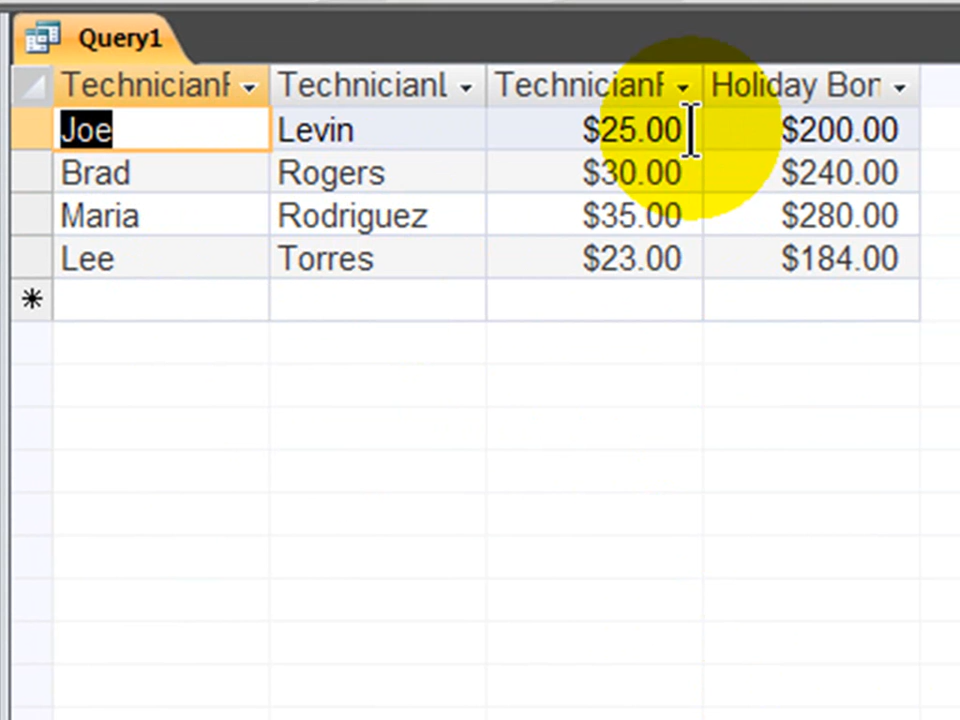 Query1
TechnicianF TechnicianL TechnicianF Holiday Bon
Joe Levin $25.00 $200.00
Brad Rogers $30.00 $240.00
Maria Rodriguez $35.00 $280.00
Lee Torres $23.00 $184.00